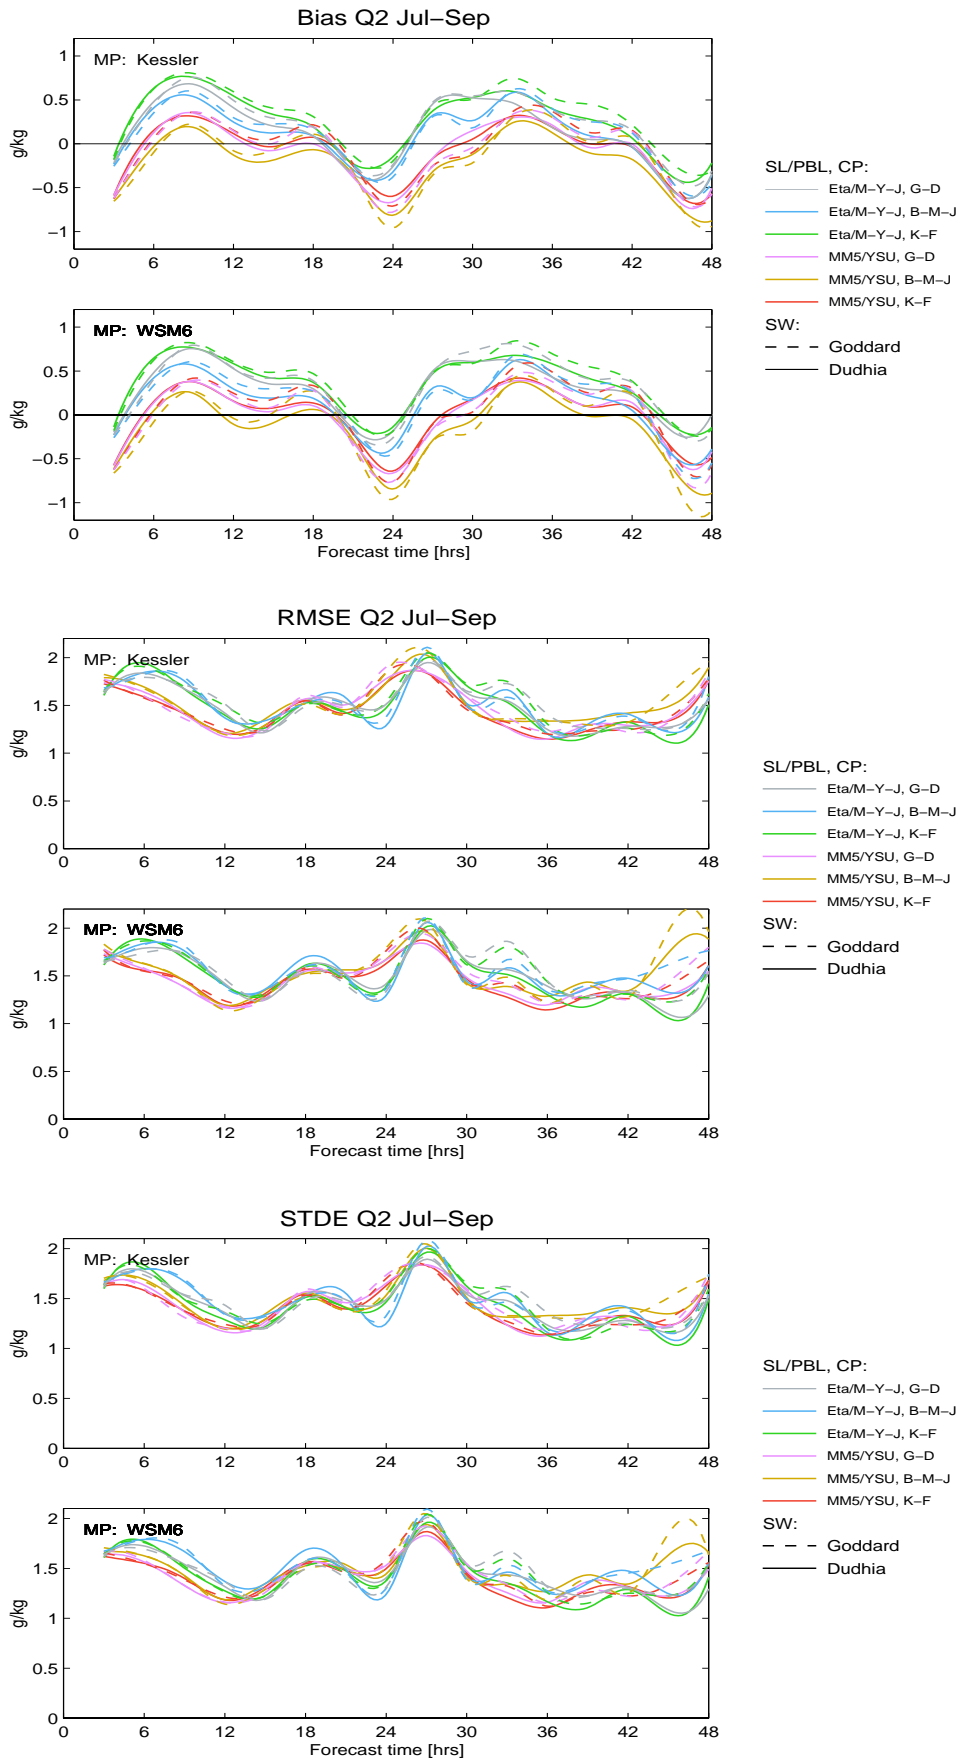 Bias Q2 Jul–Sep
MP: Kessler
1
0.5
0
−0.5
−1
g/kg
0 6 12 18 24 30 36 42 48
MP: WSM6
1
0.5
0
−0.5
−1
g/kg
0 6 12 18 24 30 36 42 48
Forecast time [hrs]
SL/PBL, CP:
Eta/M−Y−J, G−D
Eta/M−Y−J, B−M−J
Eta/M−Y−J, K−F
MM5/YSU, G−D
MM5/YSU, B−M−J
MM5/YSU, K−F
SW:
Goddard
Dudhia
RMSE Q2 Jul–Sep
MP: Kessler
2
1.5
1
0.5
0
g/kg
0 6 12 18 24 30 36 42 48
MP: WSM6
2
1.5
1
0.5
0
g/kg
0 6 12 18 24 30 36 42 48
Forecast time [hrs]
SL/PBL, CP:
Eta/M−Y−J, G−D
Eta/M−Y−J, B−M−J
Eta/M−Y−J, K−F
MM5/YSU, G−D
MM5/YSU, B−M−J
MM5/YSU, K−F
SW:
Goddard
Dudhia
STDE Q2 Jul–Sep
MP: Kessler
2
1.5
1
0.5
0
g/kg
0 6 12 18 24 30 36 42 48
MP: WSM6
2
1.5
1
0.5
0
g/kg
0 6 12 18 24 30 36 42 48
Forecast time [hrs]
SL/PBL, CP:
Eta/M−Y−J, G−D
Eta/M−Y−J, B−M−J
Eta/M−Y−J, K−F
MM5/YSU, G−D
MM5/YSU, B−M−J
MM5/YSU, K−F
SW:
Goddard
Dudhia